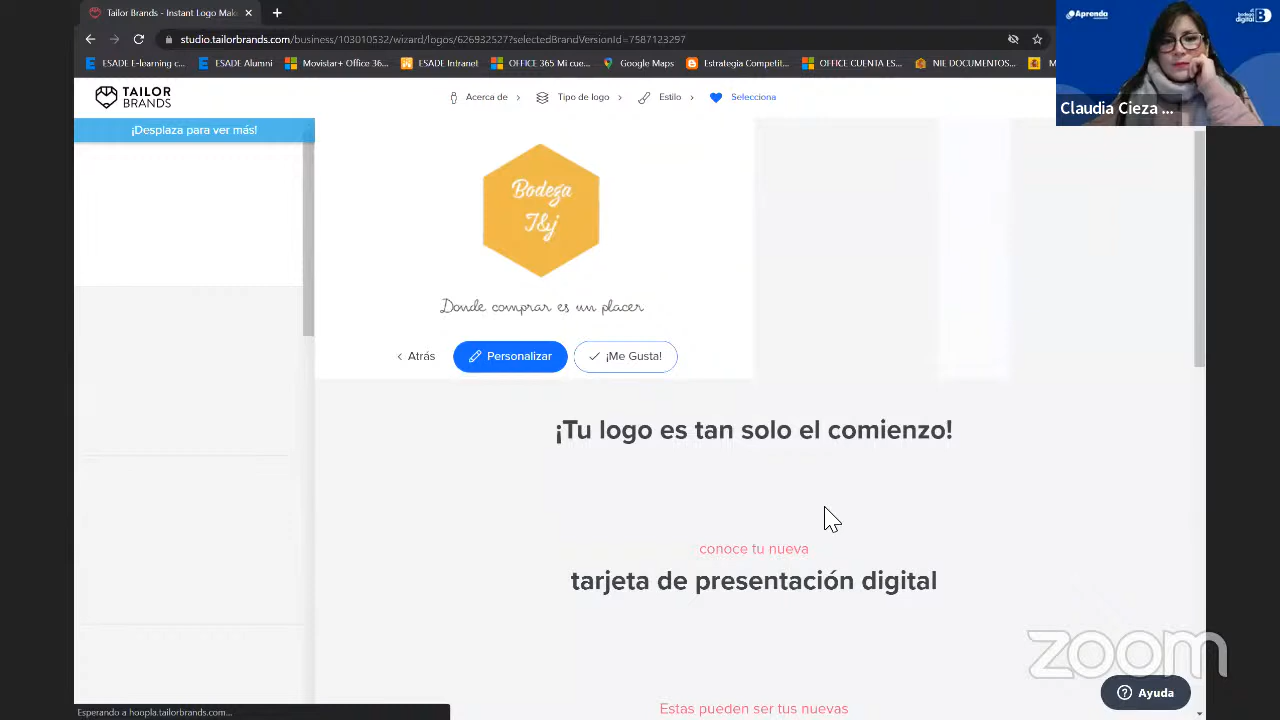 Tailor Brands - Instant Logo Mak
studio.tailorbrands.com/business/103010532/wizard/logos/626932527?selectedBrandVersionId=7587123297
ESADE E-learning c...
ESADE Alumni
Movistar+ Office 36...
ESADE Intranet
OFFICE 365 Mi cue...
Google Maps
Estrategia Competit...
OFFICE CUENTA ES...
NIE DOCUMENTOS...
Aprendo
bodega digital B
Claudia Cieza ...
TAILOR BRANDS
Acerca de
Tipo de logo
Estilo
Selecciona
¡Desplaza para ver más!
Bodega
T&j
Donde comprar es un placer
Atrás
Personalizar
¡Me Gusta!
¡Tu logo es tan solo el comienzo!
conoce tu nueva
tarjeta de presentación digital
Estas pueden ser tus nuevas
zoom
Ayuda
Esperando a hoopla.tailorbrands.com...